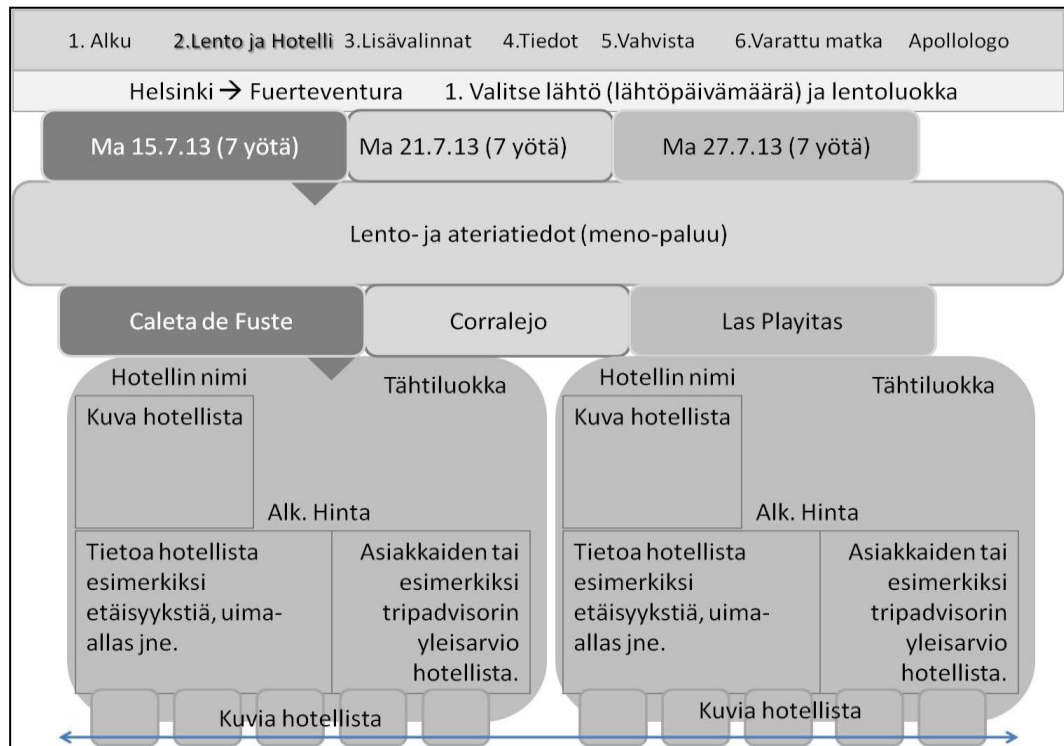 1. Alku 2.Lento ja Hotelli 3.Lisävalinnat 4.Tiedot 5.Vahvista 6.Varattu matka Apollologo
Helsinki → Fuerteventura 1. Valitse lähtö (lähtöpäivämäärä) ja lentoluokka
Ma 15.7.13 (7 yötä) Ma 21.7.13 (7 yötä) Ma 27.7.13 (7 yötä)
Lento- ja ateriatiedot (meno-paluu)
Caleta de Fuste Corralejo Las Playitas
Hotellin nimi
Tähtiluokka
Kuva hotellista
Alk. Hinta
Tietoa hotellista
esimerkiksi
etäisyykstiä, uima-
allas jne.
Asiakkaiden tai
esimerkiksi
tripadvisorin
yleisarvio
hotellista.
Kuvia hotellista
Hotellin nimi
Tähtiluokka
Kuva hotellista
Alk. Hinta
Tietoa hotellista
esimerkiksi
etäisyykstiä, uima-
allas jne.
Asiakkaiden tai
esimerkiksi
tripadvisorin
yleisarvio
hotellista.
Kuvia hotellista